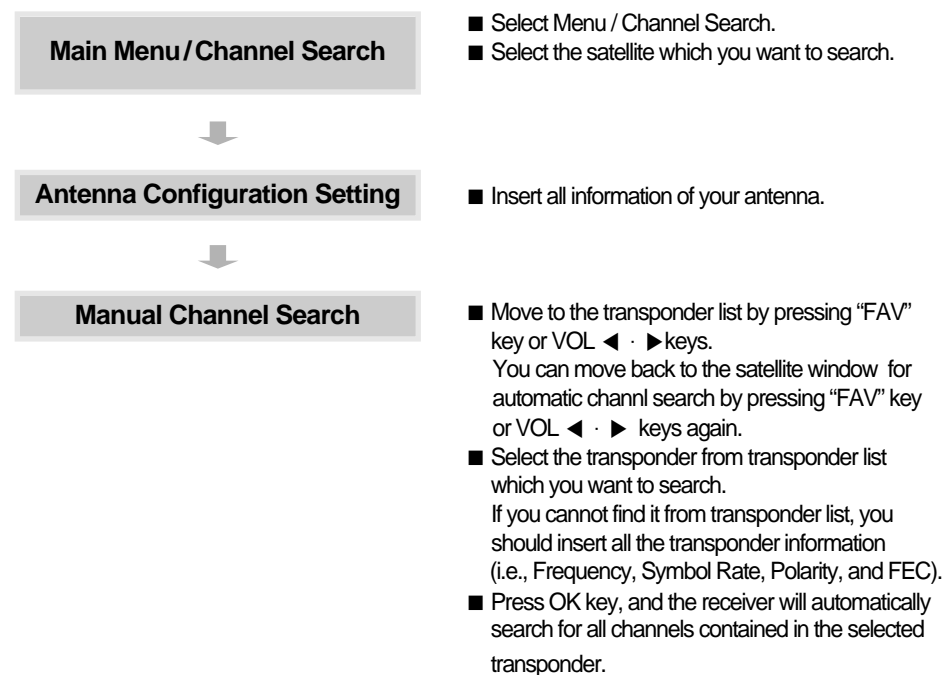 Main Menu / Channel Search
■ Select Menu / Channel Search.
■ Select the satellite which you want to search.
Antenna Configuration Setting
■ Insert all information of your antenna.
Manual Channel Search
■ Move to the transponder list by pressing “FAV”
key or VOL ◀ · ▶keys.
You can move back to the satellite window for
automatic channl search by pressing “FAV” key
or VOL ◀ · ▶ keys again.
■ Select the transponder from transponder list
which you want to search.
If you cannot find it from transponder list, you
should insert all the transponder information
(i.e., Frequency, Symbol Rate, Polarity, and FEC).
■ Press OK key, and the receiver will automatically
search for all channels contained in the selected
transponder.